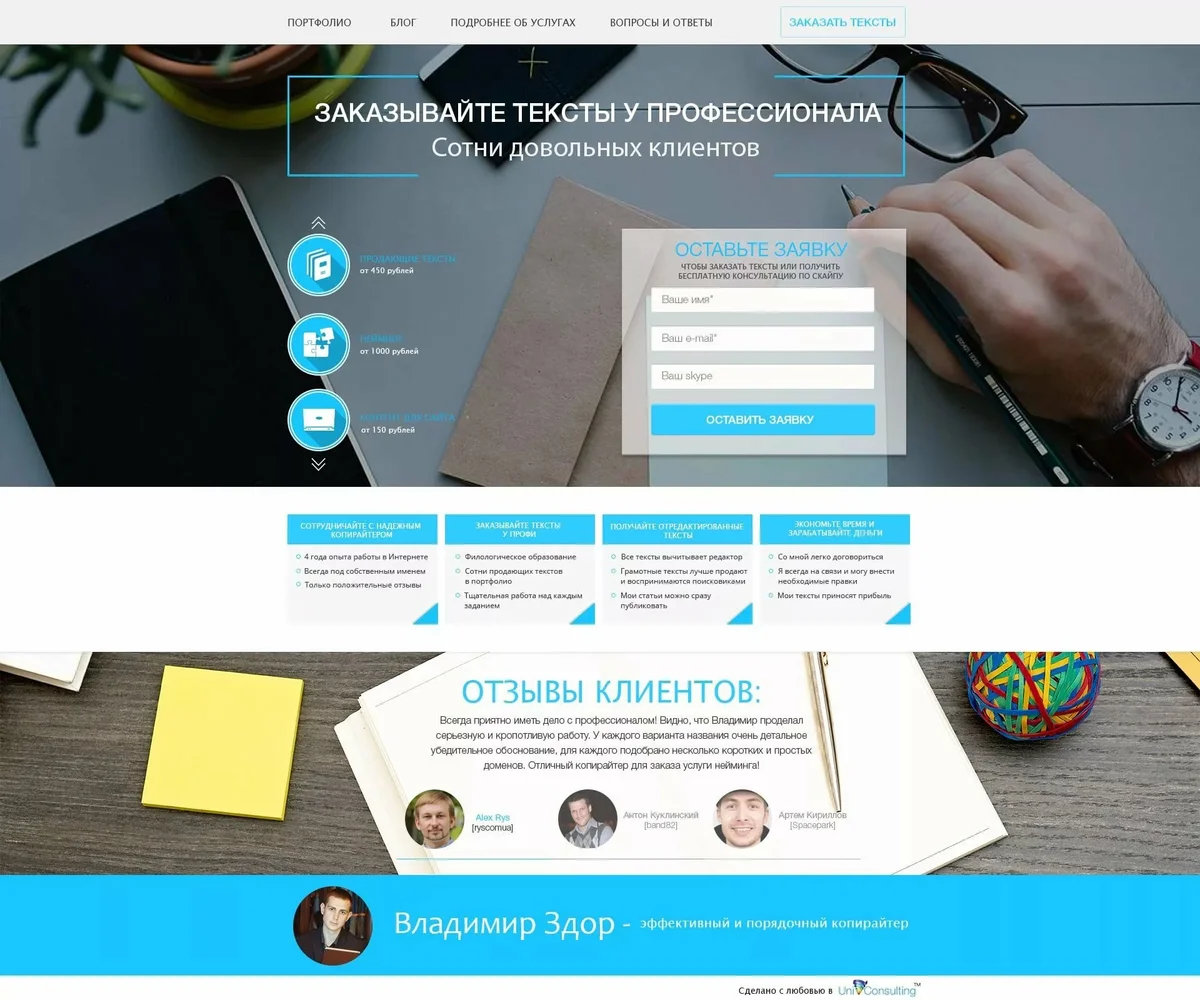 ПОРТФОЛИО
БЛОГ
ПОДРОБНЕЕ ОБ УСЛУГАХ
ВОПРОСЫ И ОТВЕТЫ
ЗАКАЗАТЬ ТЕКСТЫ
ЗАКАЗЫВАЙТЕ ТЕКСТЫ У ПРОФЕССИОНАЛА
Сотни довольных клиентов
ПРОДАЮЩИЕ ТЕКСТЫ
от 450 рублей
НЕЙМИНГ
от 1000 рублей
КОНТЕНТ ДЛЯ САЙТА
от 150 рублей
ОСТАВЬТЕ ЗАЯВКУ
ЧТОБЫ ЗАКАЗАТЬ ТЕКСТЫ ИЛИ ПОЛУЧИТЬ
БЕСПЛАТНУЮ КОНСУЛЬТАЦИЮ ПО СКАЙПУ
Ваше имя*
Ваш e-mail*
Ваш skype
ОСТАВИТЬ ЗАЯВКУ
СОТРУДНИЧАЙТЕ С НАДЕЖНЫМ
КОПИРАЙТЕРОМ
4 года опыта работы в Интернете
Всегда под собственным именем
Только положительные отзывы
ЗАКАЗЫВАЙТЕ ТЕКСТЫ
У ПРОФИ
Филологическое образование
Сотни продающих текстов
в портфолио
Тщательная работа над каждым
заданием
ПОЛУЧАЙТЕ ОТРЕДАКТИРОВАННЫЕ
ТЕКСТЫ
Все тексты вычитывает редактор
Грамотные тексты лучше продают
и воспринимаются поисковиками
Мои статьи можно сразу
публиковать
ЭКОНОМЬТЕ ВРЕМЯ И
ЗАРАБАТЫВАЙТЕ ДЕНЬГИ
Со мной легко договориться
Я всегда на связи и могу внести
необходимые правки
Мои тексты приносят прибыль
ОТЗЫВЫ КЛИЕНТОВ:
Всегда приятно иметь дело с профессионалом! Видно, что Владимир проделал
серьезную и кропотливую работу. У каждого варианта названия очень детальное
убедительное обоснование, для каждого подобрано несколько коротких и простых
доменов. Отличный копирайтер для заказа услуги нейминга!
Alex Rys
[ryscomua]
Антон Куклинский
[band82]
Артем Кириллов
[Spacepark]
Владимир Здор – эффективный и порядочный копирайтер
Сделано с любовью в Uni Consulting™